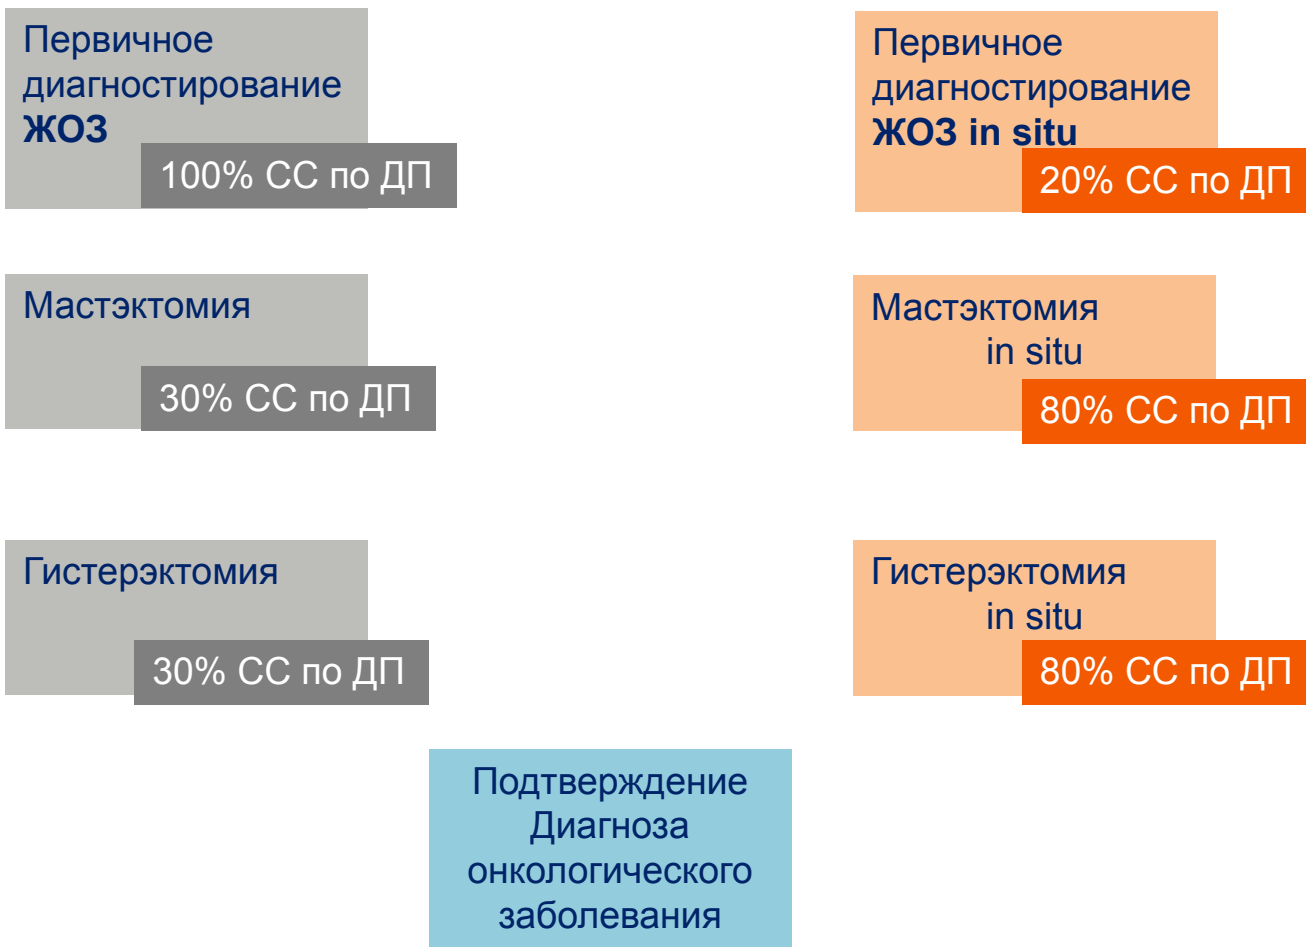 Первичное
диагностирование
ЖОЗ
100% СС по ДП
Первичное
диагностирование
ЖОЗ in situ
20% СС по ДП
Мастэктомия
30% СС по ДП
Мастэктомия
in situ
80% СС по ДП
Гистерэктомия
30% СС по ДП
Гистерэктомия
in situ
80% СС по ДП
Подтверждение
Диагноза
онкологического
заболевания